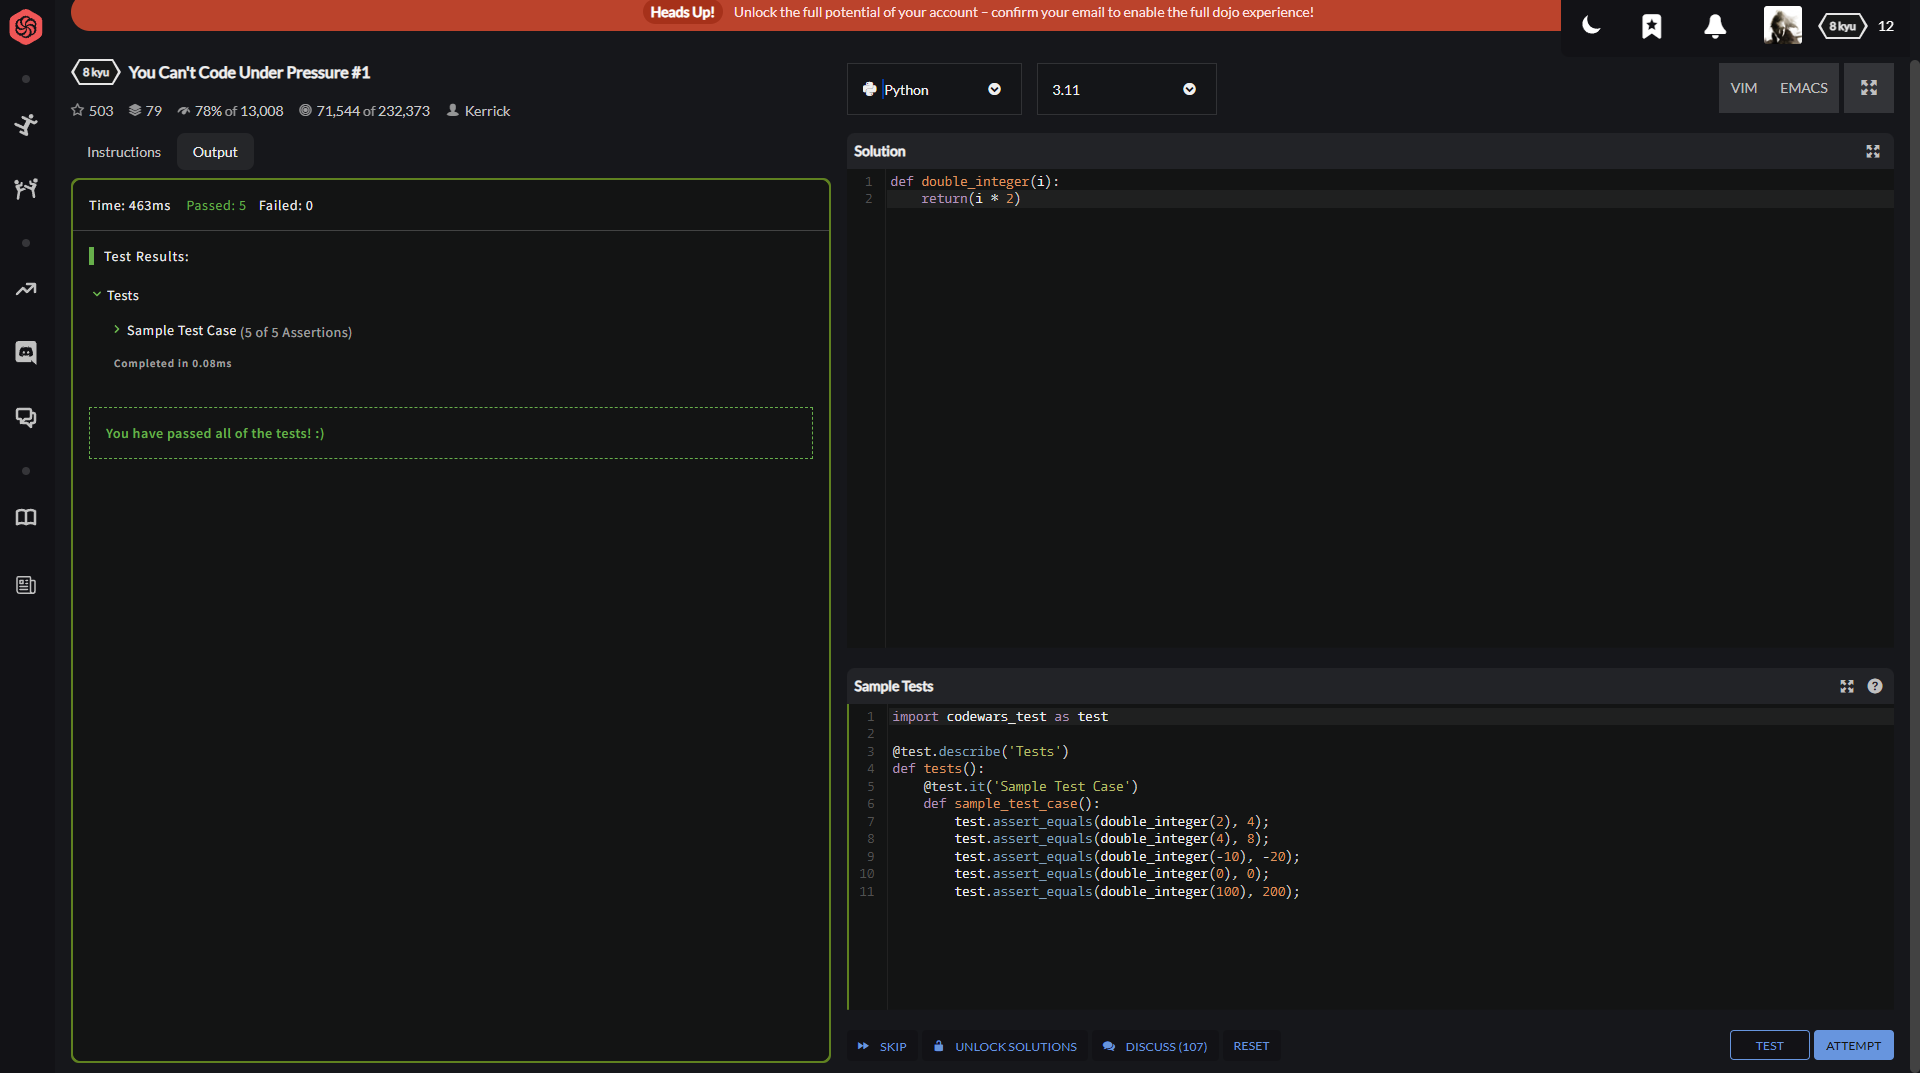 Heads Up! Unlock the full potential of your account – confirm your email to enable the full dojo experience!
8 kyu 12
8 kyu You Can't Code Under Pressure #1
503 79 78% of 13,008 71,544 of 232,373 Kerrick
Instructions Output
Time: 463ms Passed: 5 Failed: 0
Test Results:
Tests
Sample Test Case (5 of 5 Assertions)
Completed in 0.08ms
You have passed all of the tests! :)
Python 3.11 VIM EMACS
Solution
1 def double_integer(i):
2     return(i * 2)
Sample Tests ?
1 import codewars_test as test
2
3 @test.describe('Tests')
4 def tests():
5     @test.it('Sample Test Case')
6     def sample_test_case():
7         test.assert_equals(double_integer(2), 4);
8         test.assert_equals(double_integer(4), 8);
9         test.assert_equals(double_integer(-10), -20);
10         test.assert_equals(double_integer(0), 0);
11         test.assert_equals(double_integer(100), 200);
SKIP UNLOCK SOLUTIONS DISCUSS (107) RESET TEST ATTEMPT